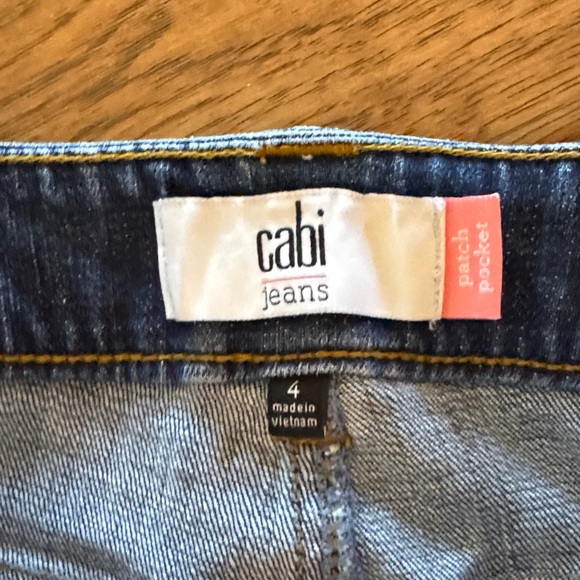 cabi
jeans
patch
pocket
4
made in
vietnam